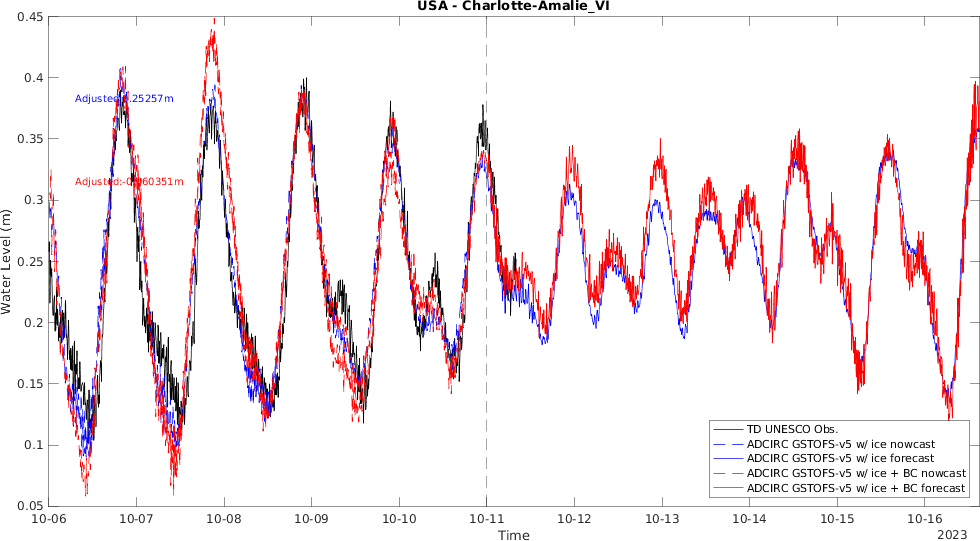 USA - Charlotte-Amalie_VI
0.45
0.4
0.35
0.3
0.25
0.2
0.15
0.1
0.05
Water Level (m)
10-06 10-07 10-08 10-09 10-10 10-11 10-12 10-13 10-14 10-15 10-16
Time
2023
TD UNESCO Obs.
ADCIRC GSTOFS-v5 w/ ice nowcast
ADCIRC GSTOFS-v5 w/ ice forecast
ADCIRC GSTOFS-v5 w/ ice + BC nowcast
ADCIRC GSTOFS-v5 w/ ice + BC forecast